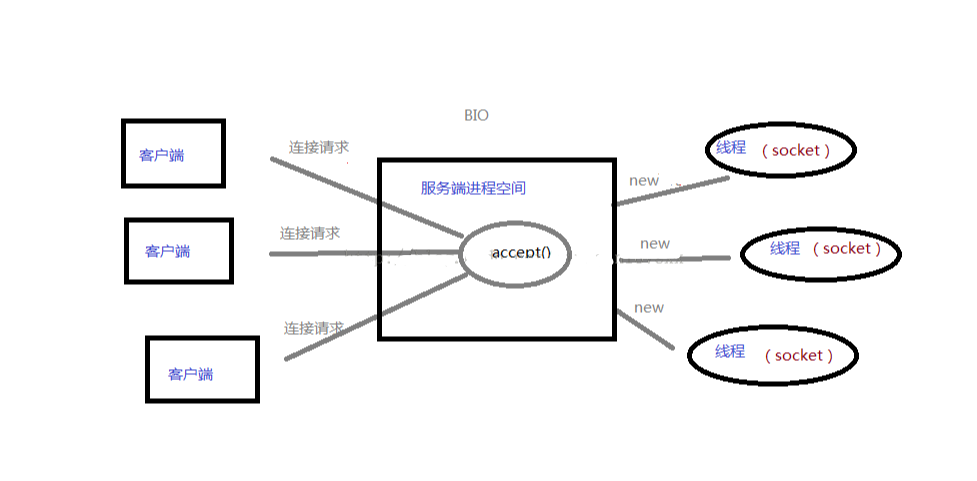 BIO
客户端
连接请求
服务端进程空间
线程 （socket）
new
客户端
连接请求
accept()
new
线程 （socket）
客户端
连接请求
new
线程 （socket）